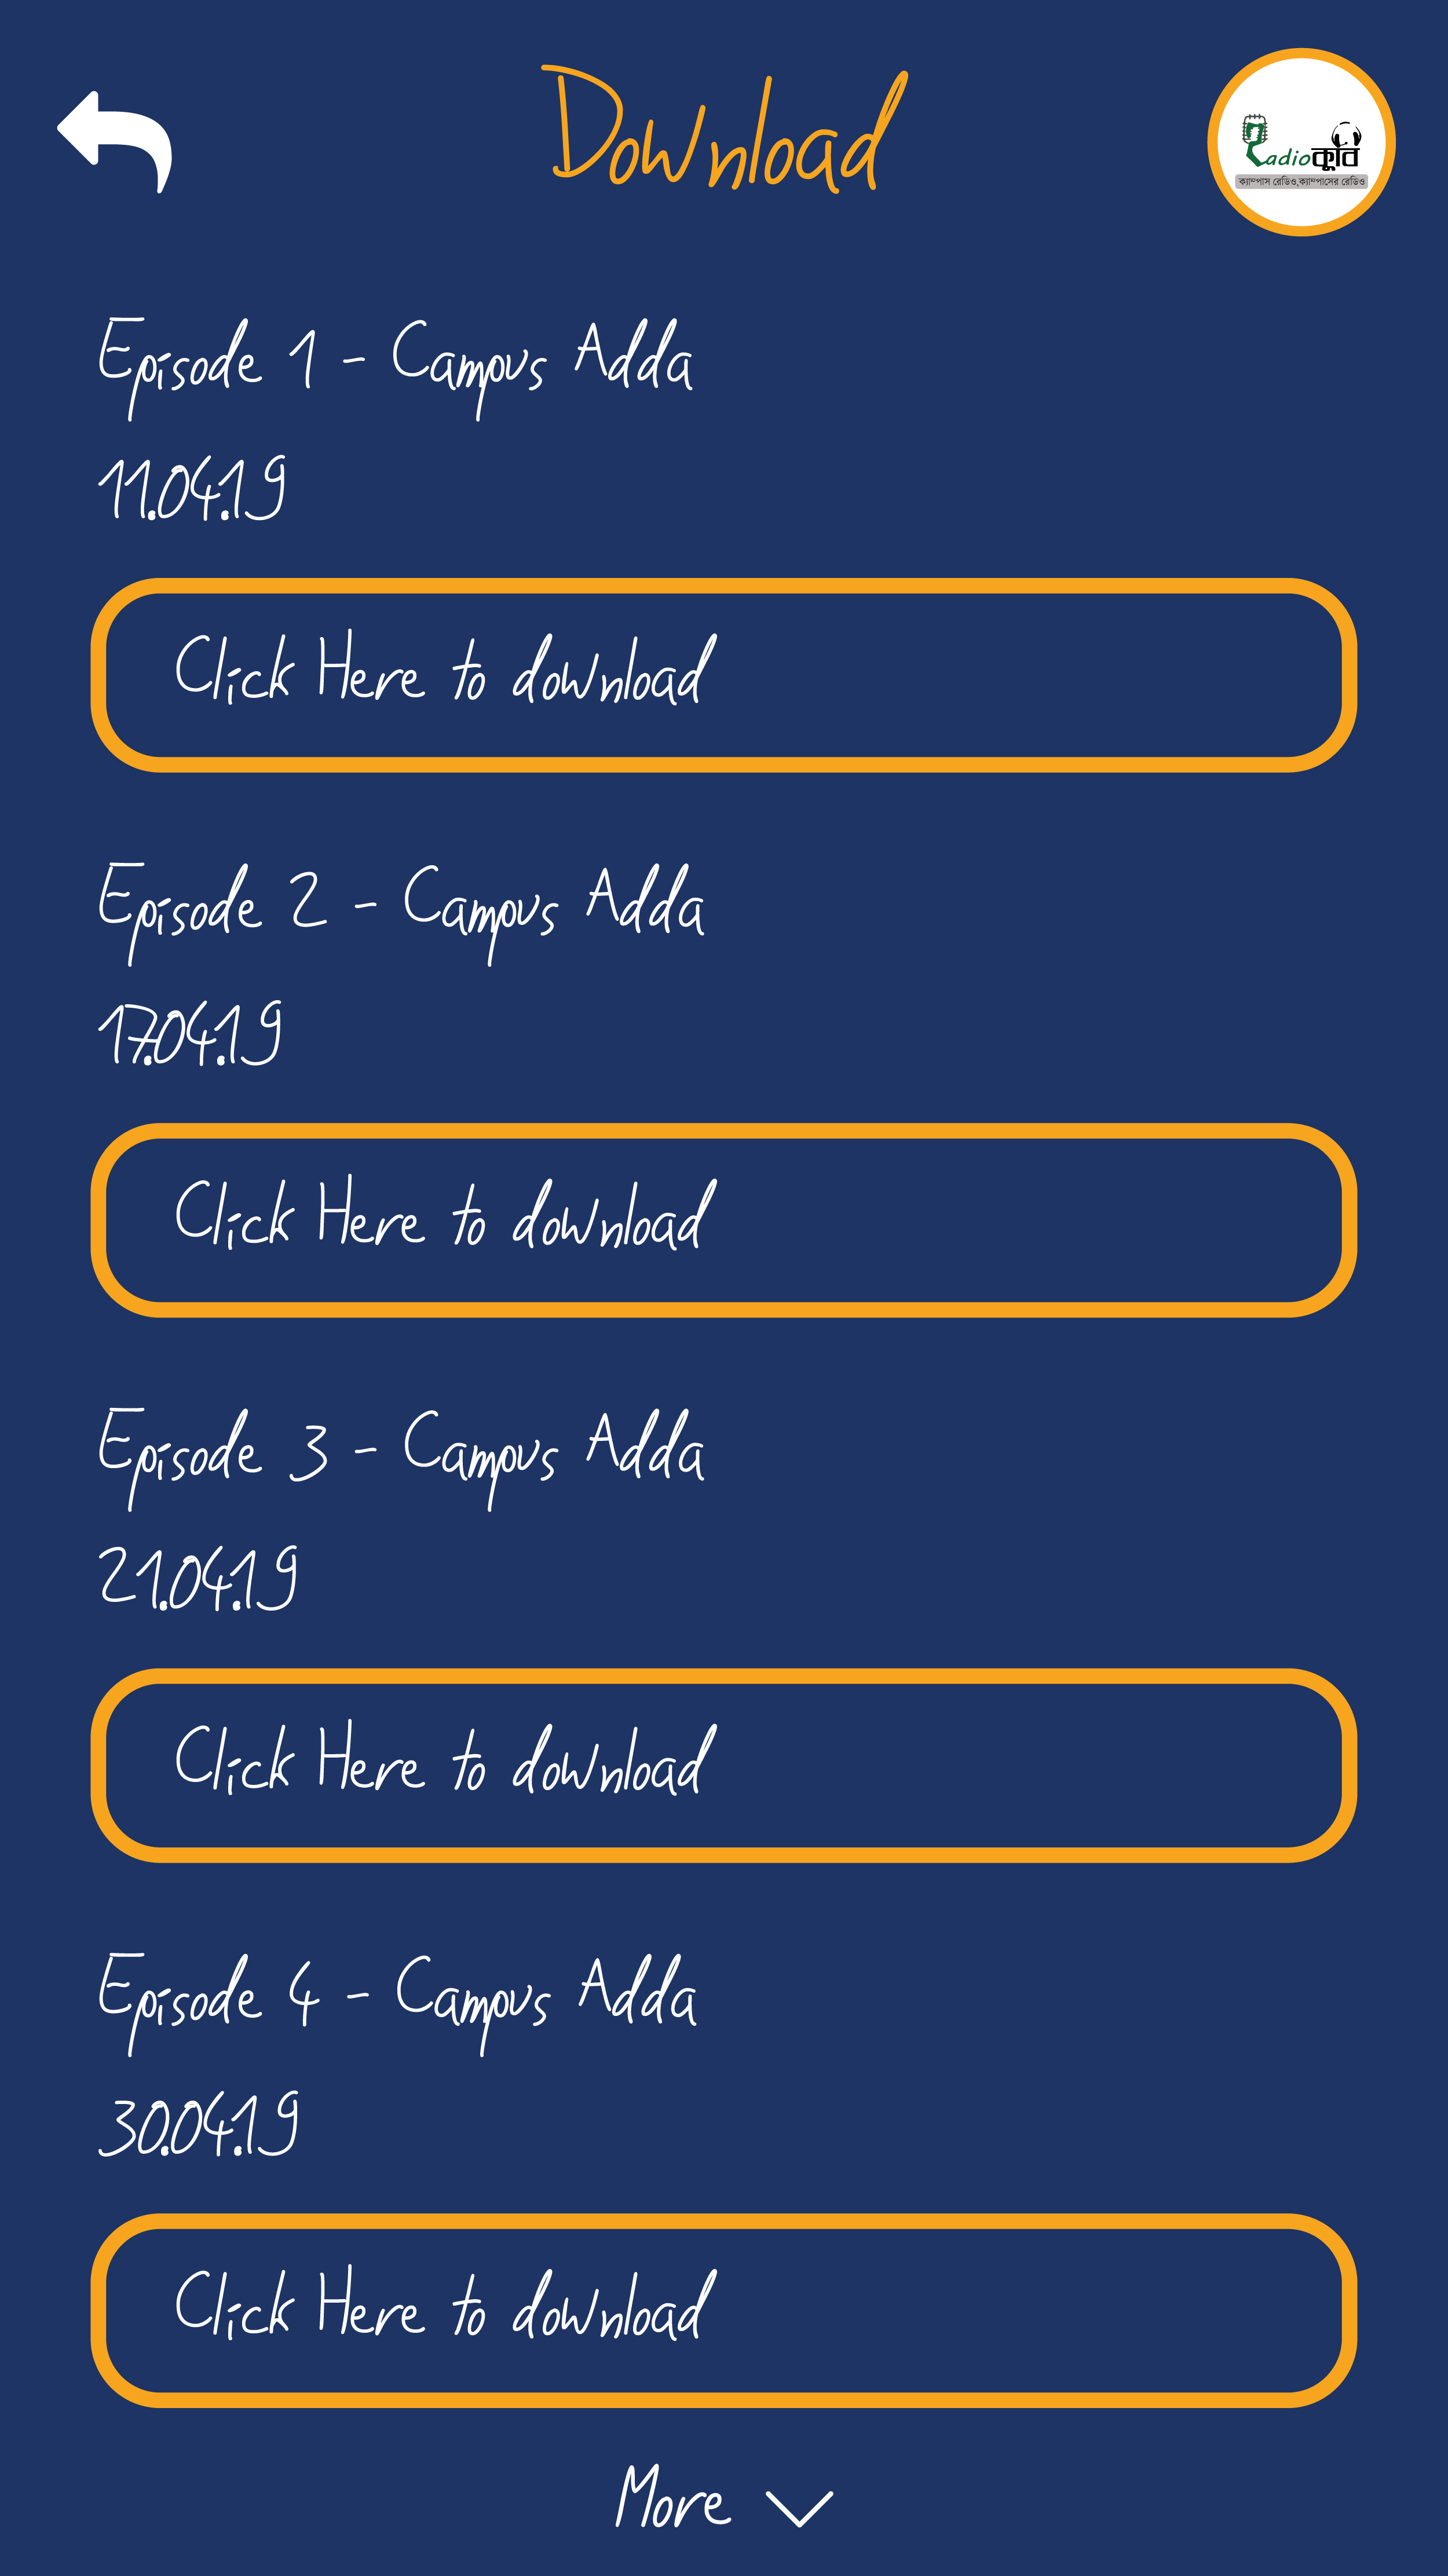 Download
Radio কুবি
ক্যাম্পাস রেডিও,ক্যাম্পাসের রেডিও
Episode 1 - Campus Adda
11.04.19
Click Here to download
Episode 2 - Campus Adda
17.04.19
Click Here to download
Episode 3 - Campus Adda
21.04.19
Click Here to download
Episode 4 - Campus Adda
30.04.19
Click Here to download
More